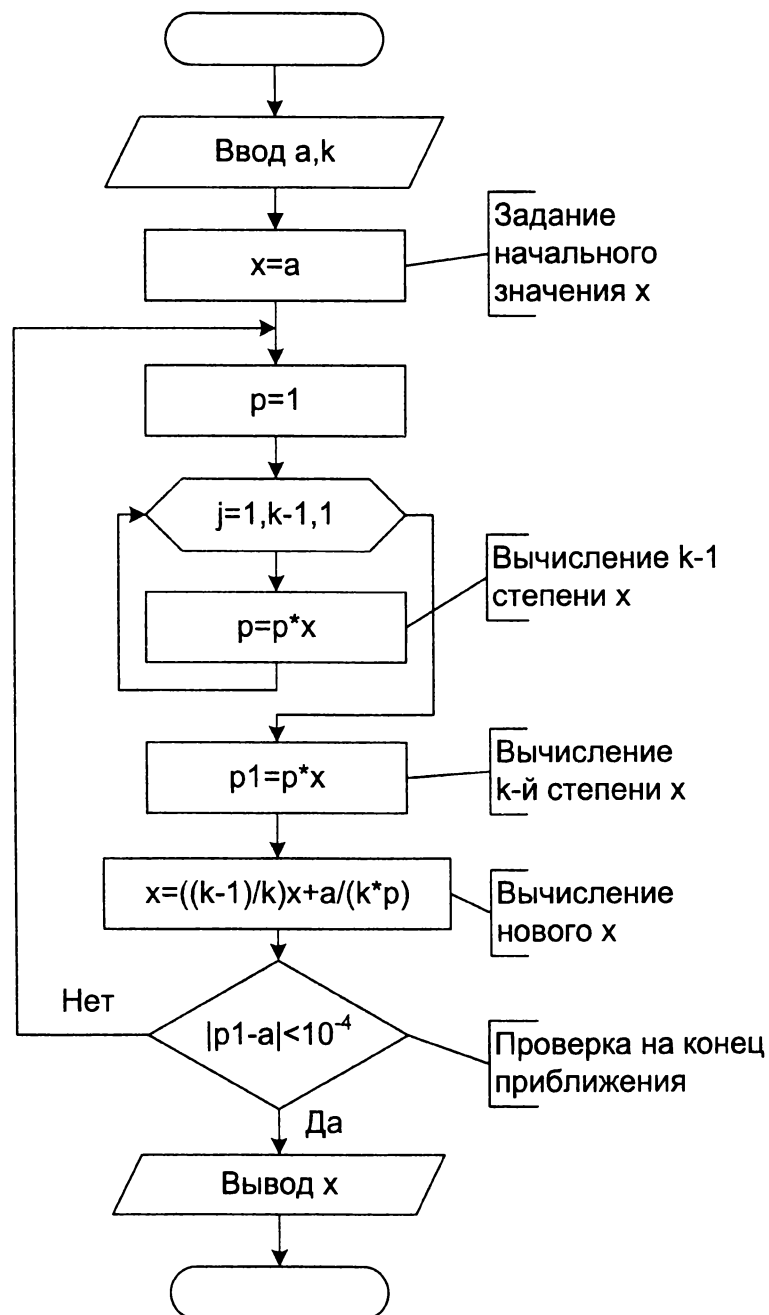 Ввод a,k
x=a
Задание
начального
значения x
p=1
j=1,k-1,1
p=p*x
Вычисление k-1
степени x
p1=p*x
Вычисление
k-й степени x
x=((k-1)/k)x+a/(k*p)
Вычисление
нового x
Нет
|p1-a|<10⁻⁴
Проверка на конец
приближения
Да
Вывод x